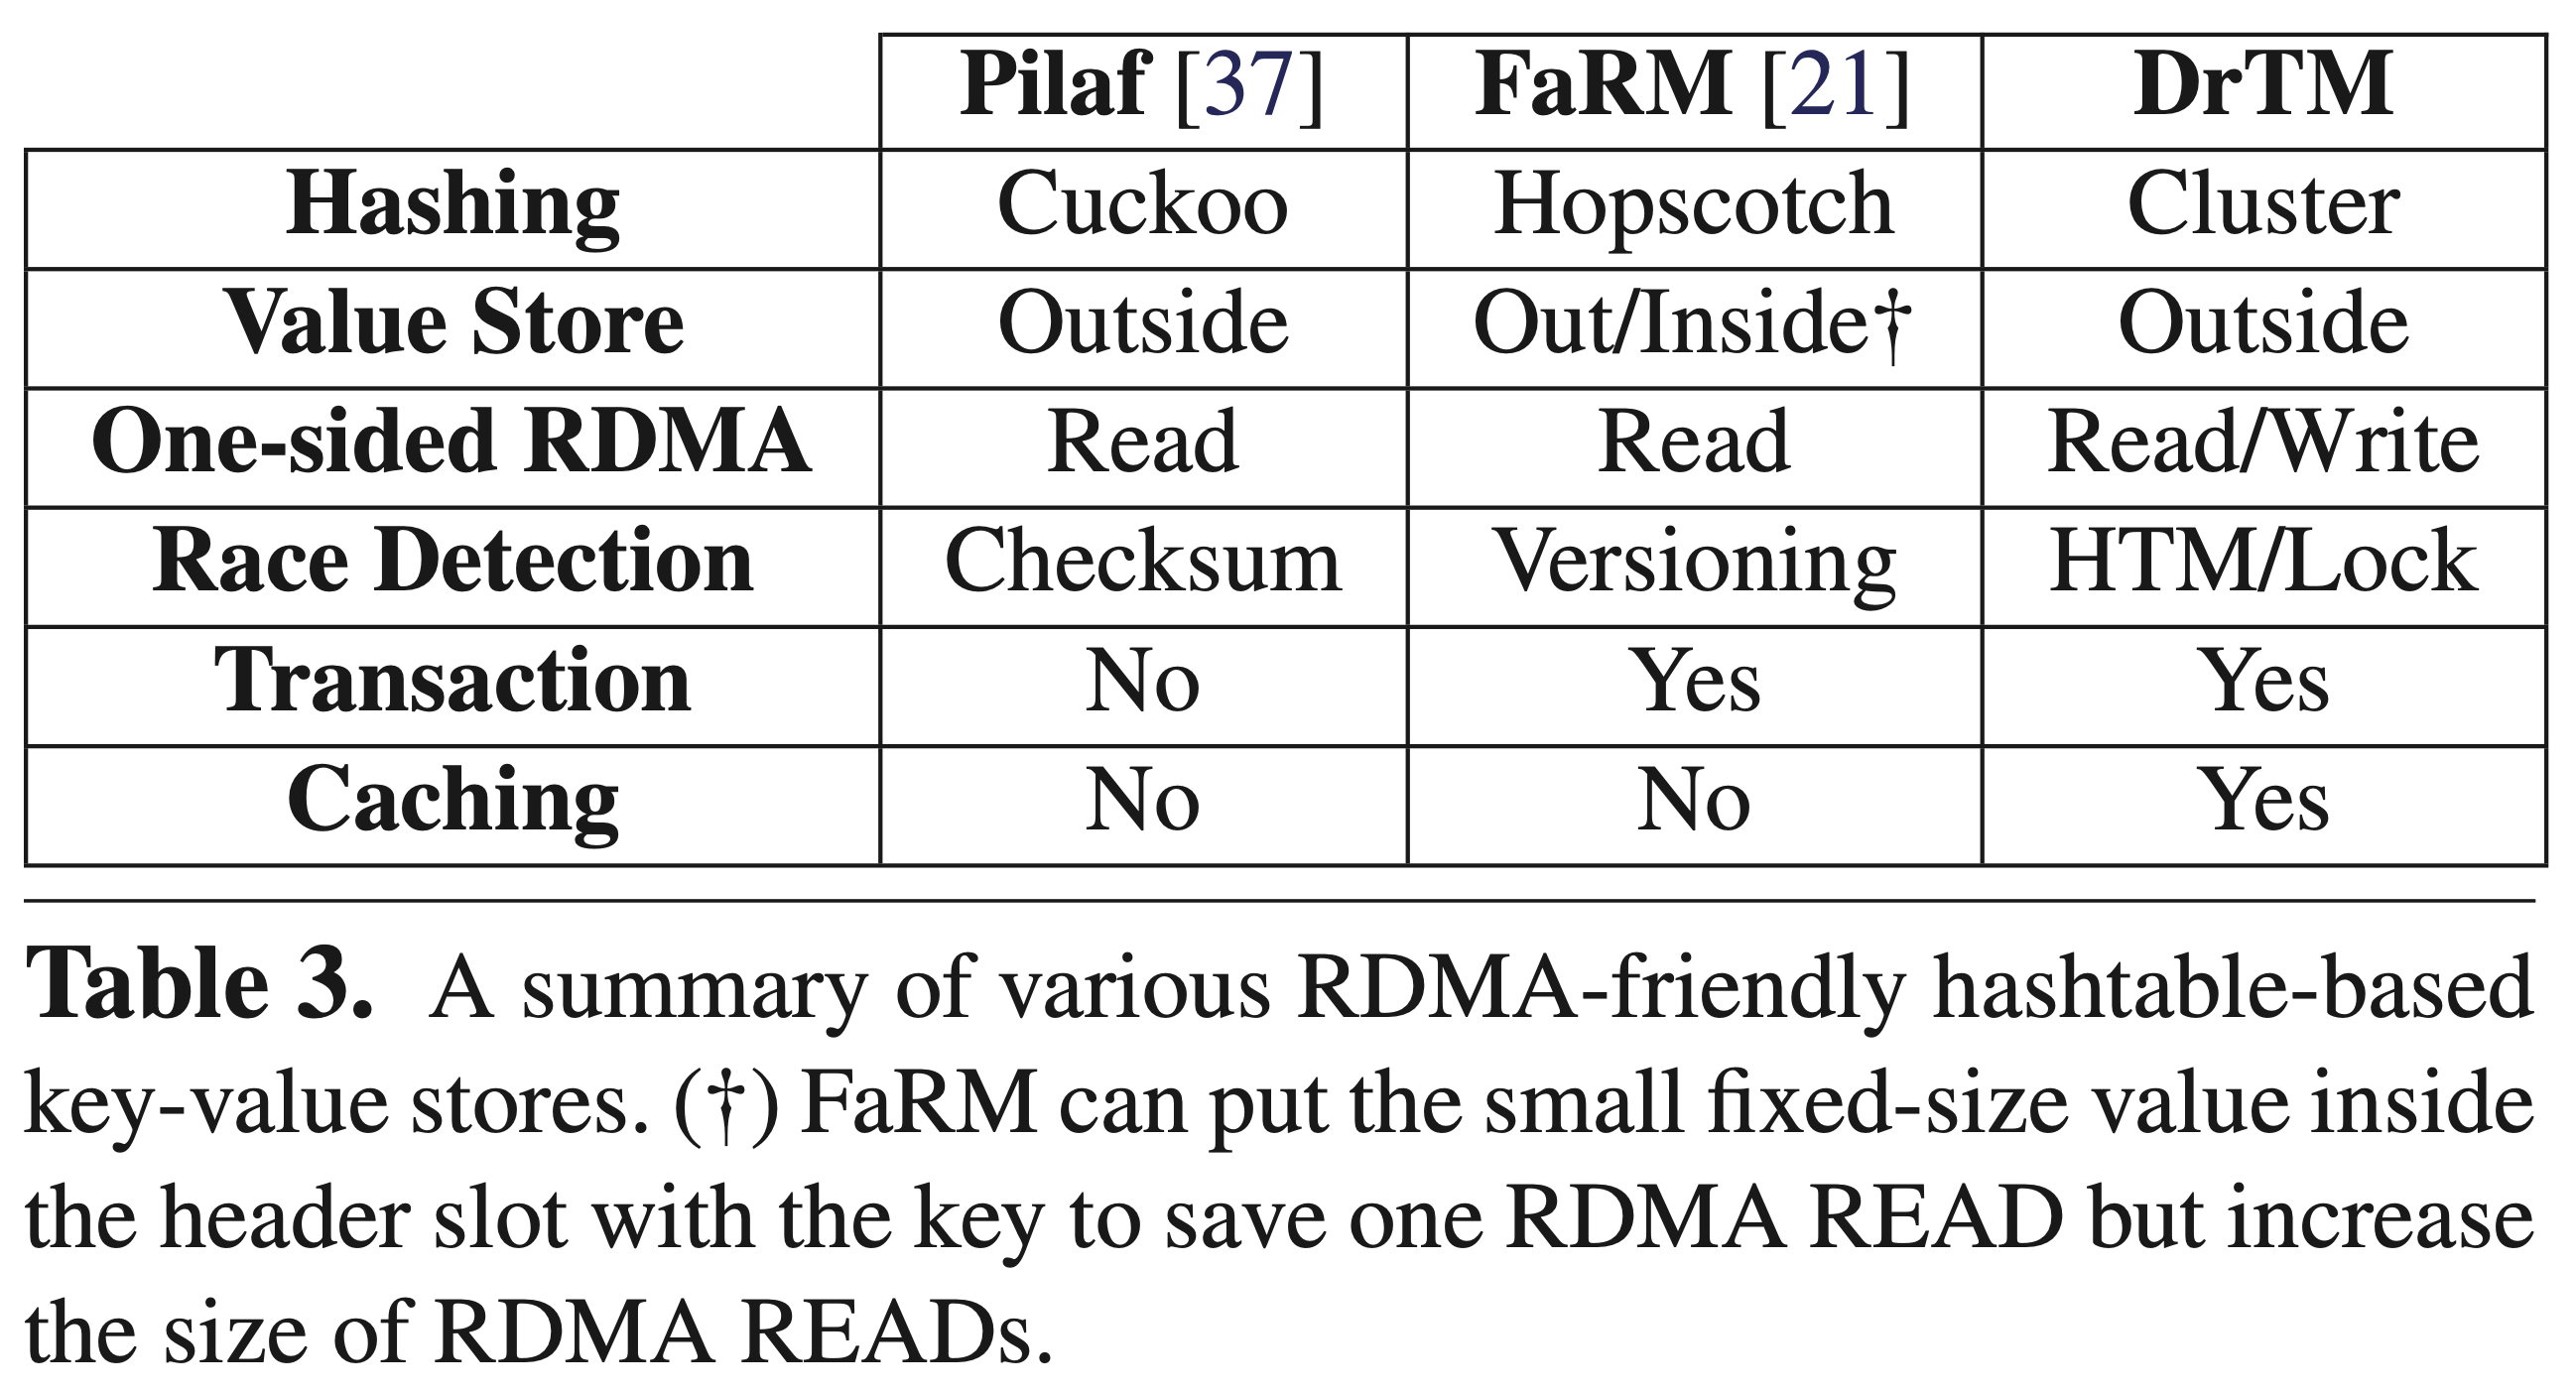 Pilaf [37] FaRM [21] DrTM
Hashing Cuckoo Hopscotch Cluster
Value Store Outside Out/Inside† Outside
One-sided RDMA Read Read Read/Write
Race Detection Checksum Versioning HTM/Lock
Transaction No Yes Yes
Caching No No Yes
Table 3. A summary of various RDMA-friendly hashtable-based
key-value stores. (†) FaRM can put the small fixed-size value inside
the header slot with the key to save one RDMA READ but increase
the size of RDMA READs.